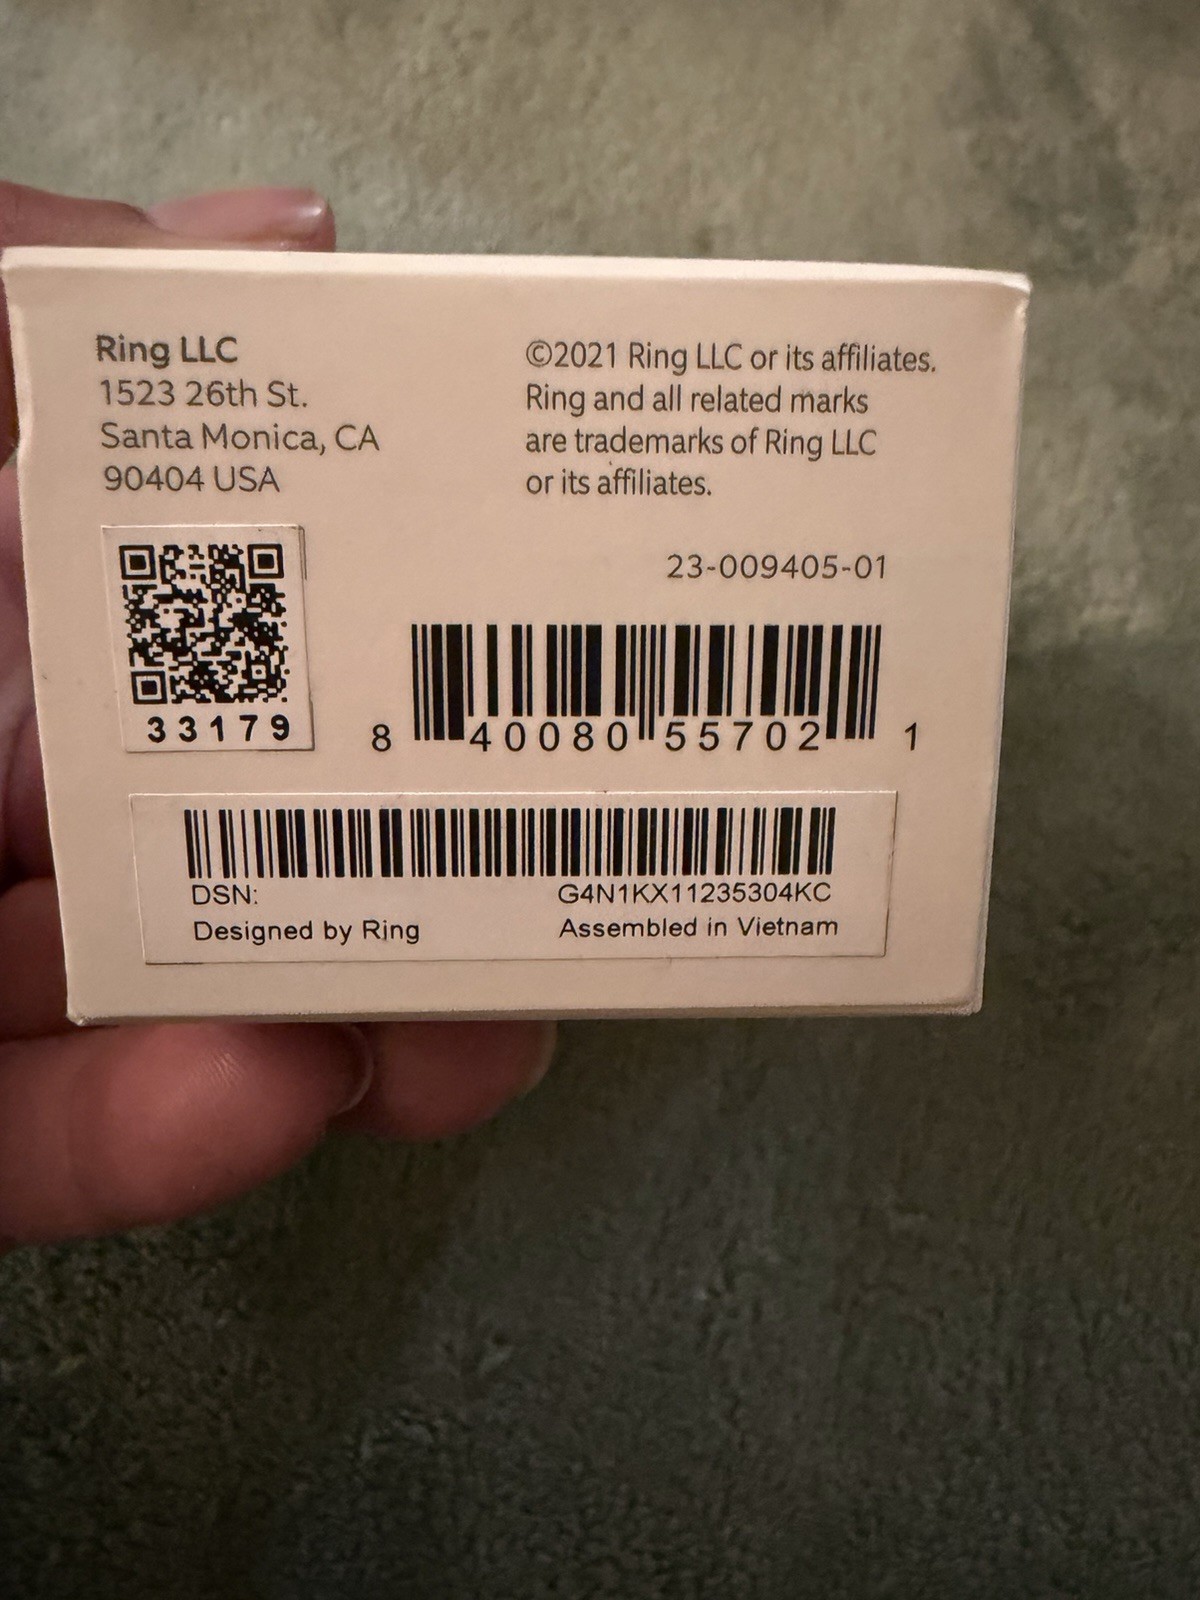 Ring LLC
1523 26th St.
Santa Monica, CA
90404 USA
©2021 Ring LLC or its affiliates.
Ring and all related marks
are trademarks of Ring LLC
or its affiliates.
23-009405-01
33179
8 40080 55702 1
DSN: G4N1KX11235304KC
Designed by Ring Assembled in Vietnam